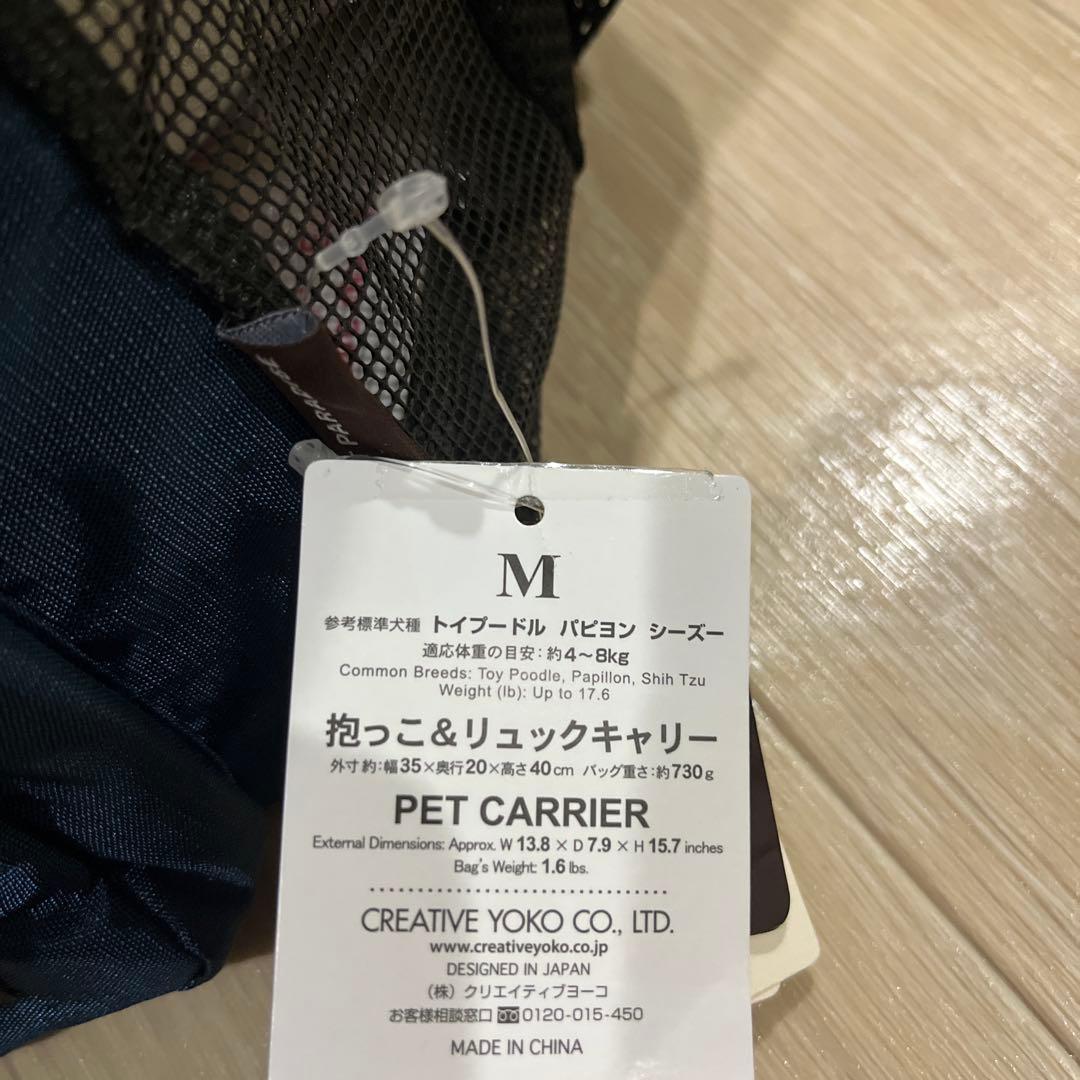 PARADISE
M
参考標準犬種 トイプードル パピヨン シーズー
適応体重の目安：約4～8kg
Common Breeds: Toy Poodle, Papillon, Shih Tzu
Weight (lb): Up to 17.6
抱っこ＆リュックキャリー
外寸 約：幅35×奥行20×高さ40cm バッグ重さ：約730g
PET CARRIER
External Dimensions: Approx. W 13.8 × D 7.9 × H 15.7 inches
Bag's Weight: 1.6 lbs.
CREATIVE YOKO CO., LTD.
www.creativeyoko.co.jp
DESIGNED IN JAPAN
（株）クリエイティブヨーコ
お客様相談窓口 0120-015-450
MADE IN CHINA